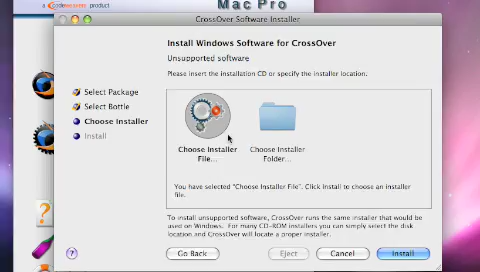 a codeweavers product
Mac Pro
CrossOver Software Installer
Install Windows Software for CrossOver
Unsupported software
Please insert the installation CD or specify the installer location.
Select Package
Select Bottle
Choose Installer
Install
Choose Installer
File...
Choose Installer
Folder...
You have selected "Choose Installer File". Click Install to choose an installer
file.
To install unsupported software, CrossOver runs the same installer that would be
used on Windows. For many CD-ROM installers you can simply select the disk
location and CrossOver will locate a proper installer.
?
Go Back
Eject
Cancel
Install